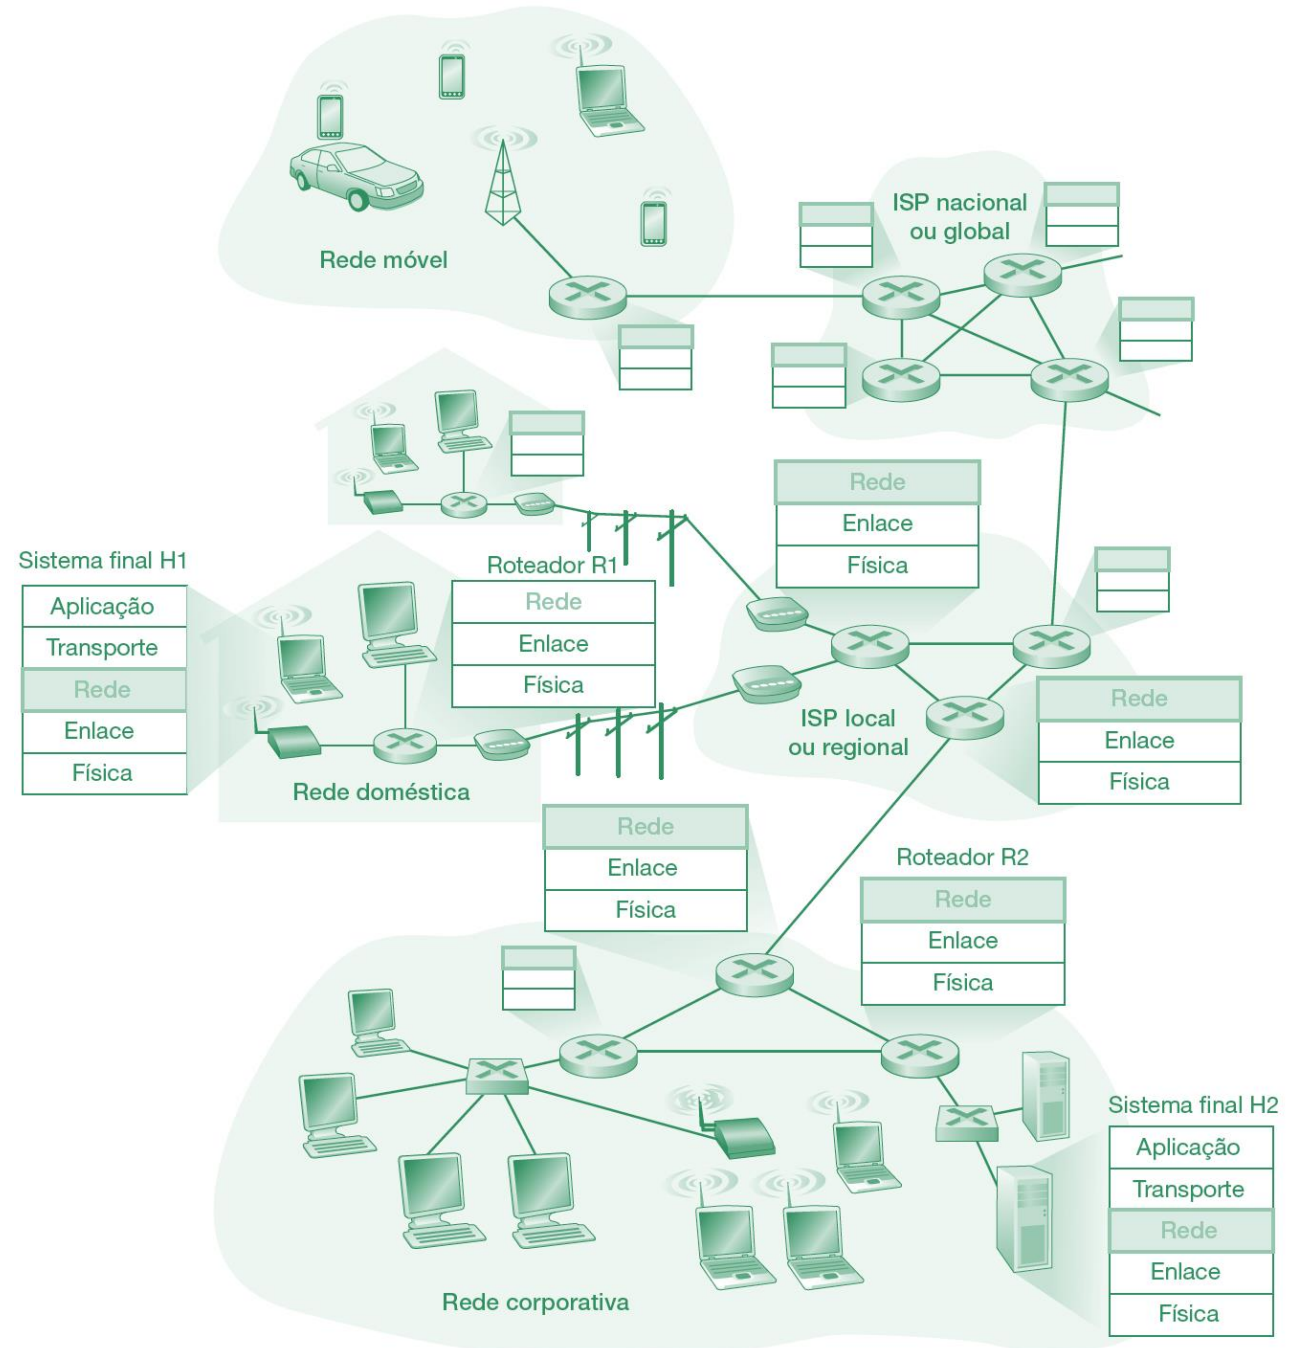 Rede móvel
ISP nacional
ou global
Rede
Enlace
Física
Sistema final H1
Aplicação
Transporte
Rede
Enlace
Física
Roteador R1
Rede
Enlace
Física
Rede doméstica
ISP local
ou regional
Rede
Enlace
Física
Rede
Enlace
Física
Roteador R2
Rede
Enlace
Física
Sistema final H2
Aplicação
Transporte
Rede
Enlace
Física
Rede corporativa